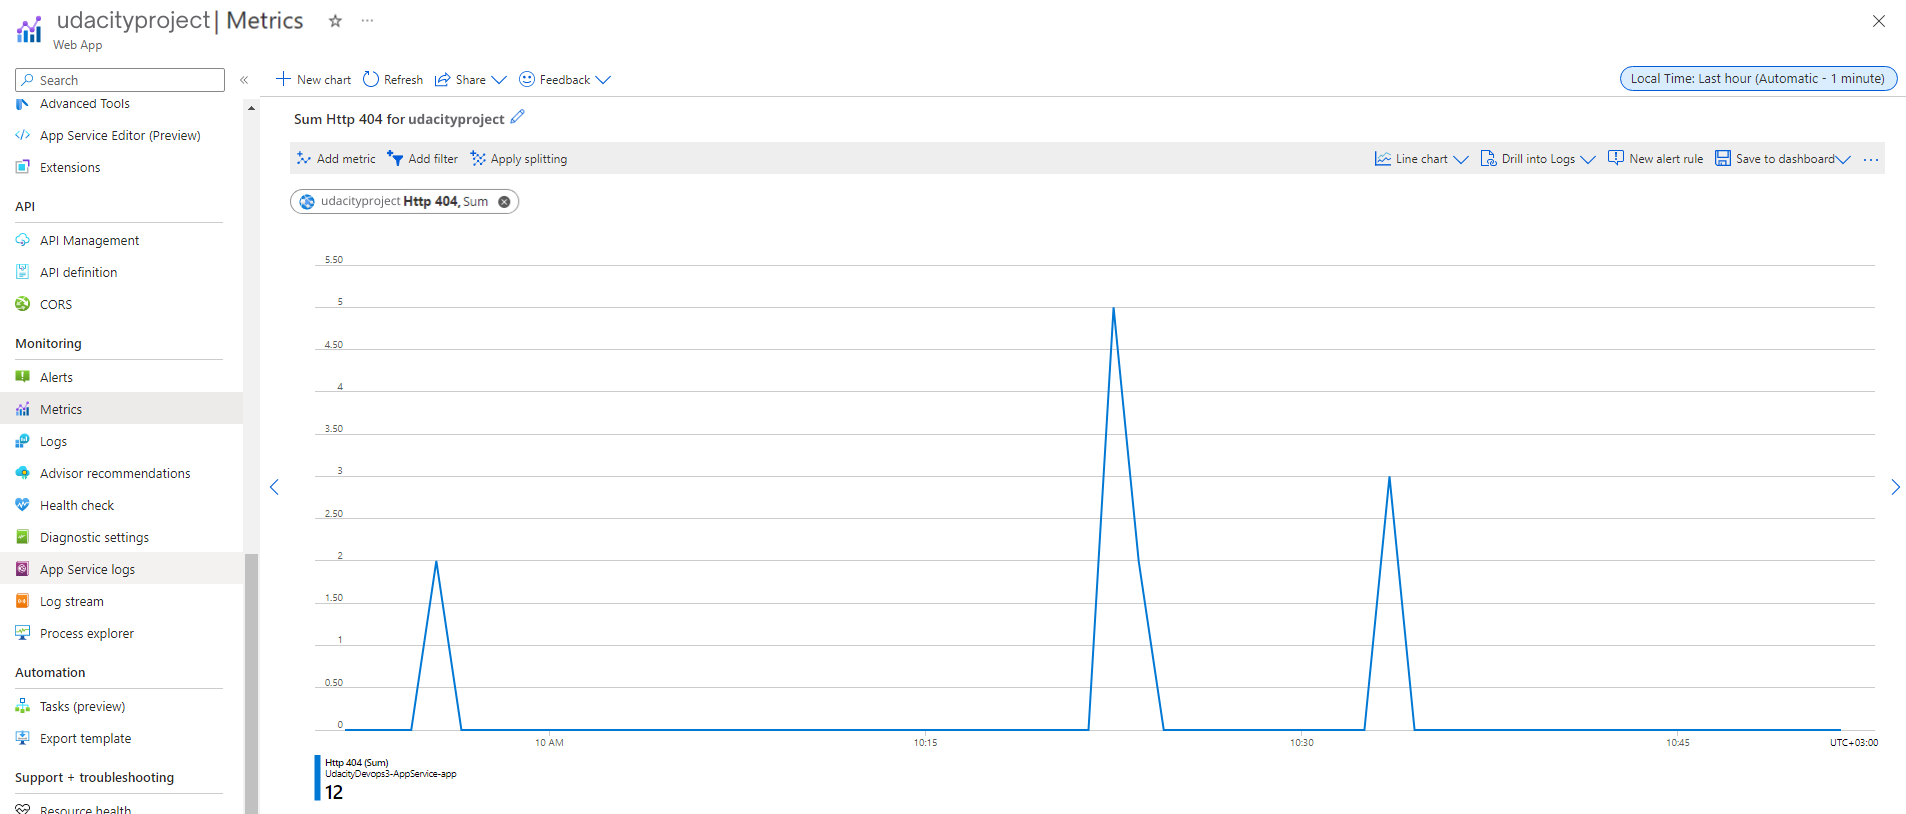 udacityproject | Metrics
Web App
Search
Advanced Tools
App Service Editor (Preview)
Extensions
API
API Management
API definition
CORS
Monitoring
Alerts
Metrics
Logs
Advisor recommendations
Health check
Diagnostic settings
App Service logs
Log stream
Process explorer
Automation
Tasks (preview)
Export template
Support + troubleshooting
Resource health
New chart Refresh Share Feedback
Local Time: Last hour (Automatic - 1 minute)
Sum Http 404 for udacityproject
Add metric Add filter Apply splitting
Line chart Drill into Logs New alert rule Save to dashboard
udacityproject Http 404, Sum
5.50
5
4.50
4
3.50
3
2.50
2
1.50
1
0.50
0
10 AM 10:15 10:30 10:45 UTC+03:00
Http 404 (Sum)
UdacityDevops3-AppService-app
12